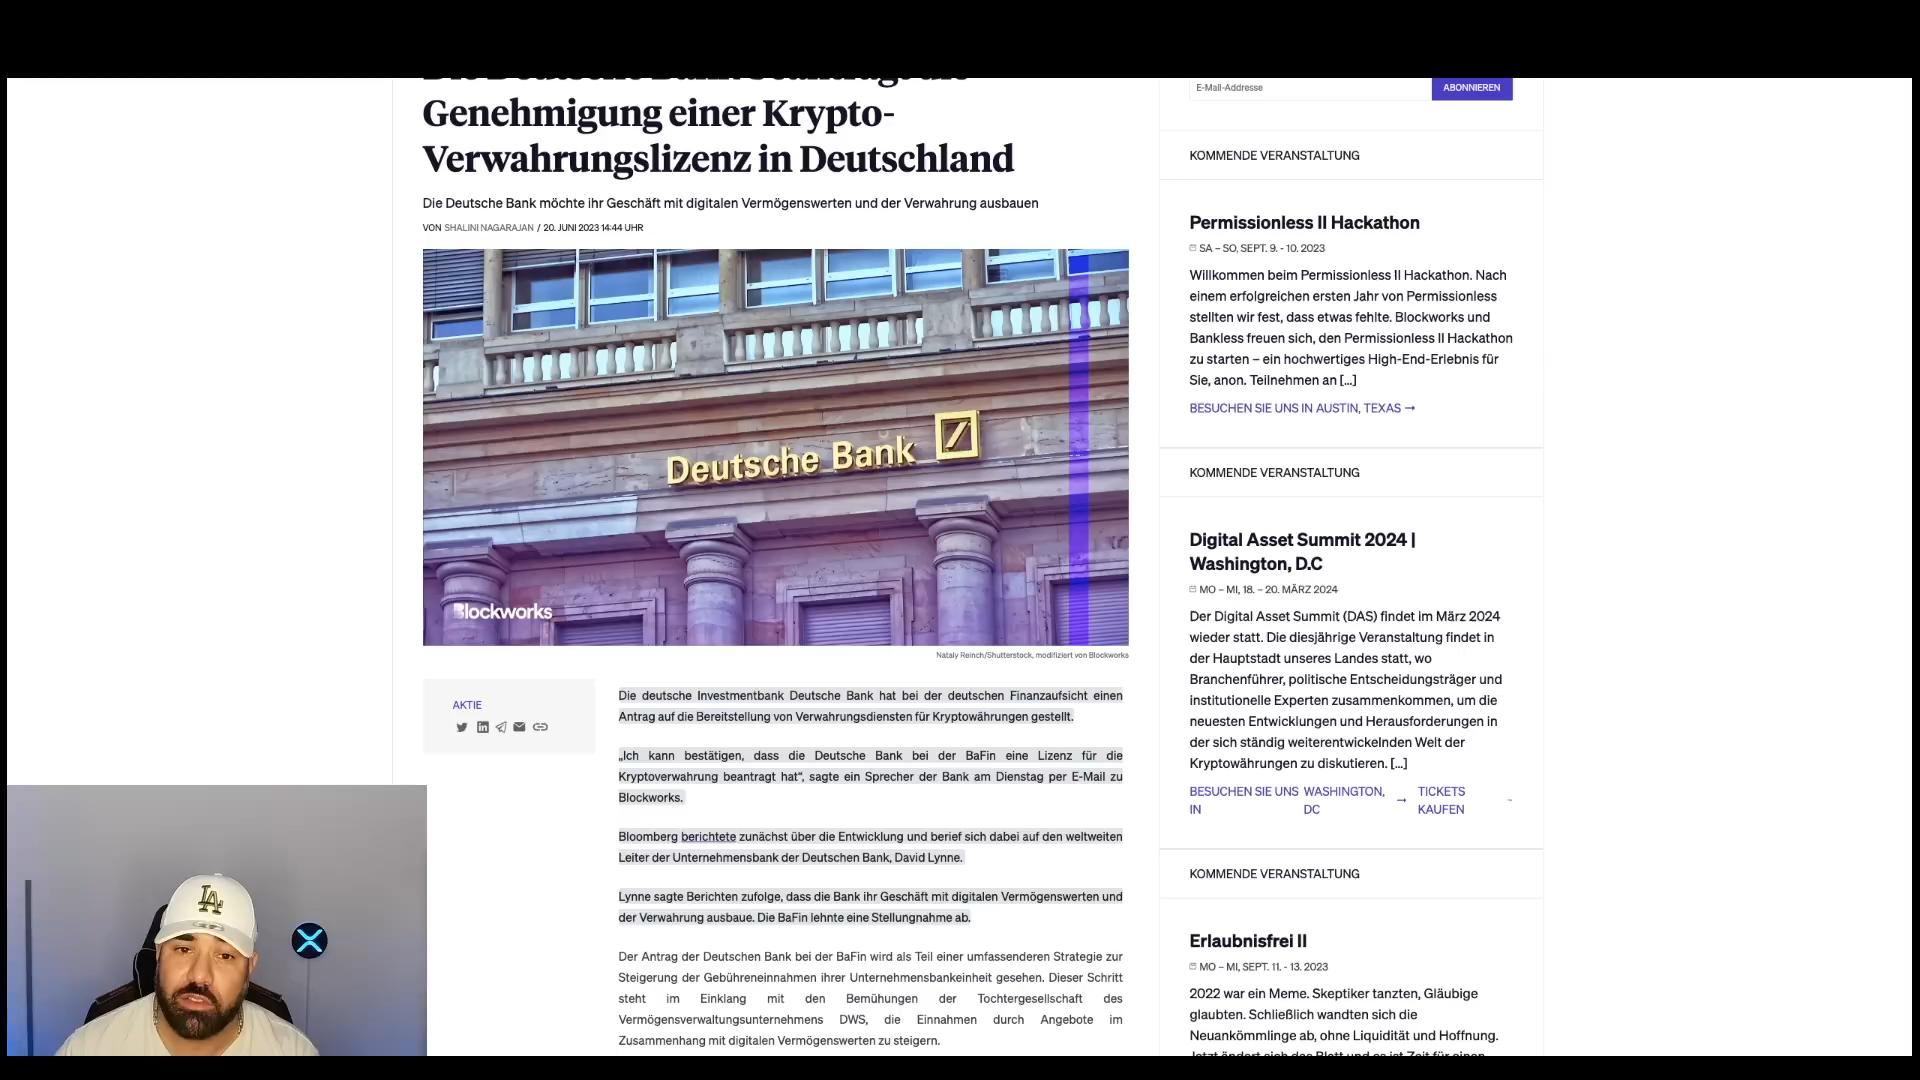 Die Deutsche Bank beantragt die
Genehmigung einer Krypto-
Verwahrungslizenz in Deutschland
Die Deutsche Bank möchte ihr Geschäft mit digitalen Vermögenswerten und der Verwahrung ausbauen
VON SHALINI NAGARAJAN / 20. JUNI 2023 14:44 UHR
Deutsche Bank
Blockworks
Nataly Reinch/Shutterstock, modifiziert von Blockworks
AKTIE
Die deutsche Investmentbank Deutsche Bank hat bei der deutschen Finanzaufsicht einen
Antrag auf die Bereitstellung von Verwahrungsdiensten für Kryptowährungen gestellt.
„Ich kann bestätigen, dass die Deutsche Bank bei der BaFin eine Lizenz für die
Kryptoverwahrung beantragt hat“, sagte ein Sprecher der Bank am Dienstag per E-Mail zu
Blockworks.
Bloomberg berichtete zunächst über die Entwicklung und berief sich dabei auf den weltweiten
Leiter der Unternehmensbank der Deutschen Bank, David Lynne.
Lynne sagte Berichten zufolge, dass die Bank ihr Geschäft mit digitalen Vermögenswerten und
der Verwahrung ausbaue. Die BaFin lehnte eine Stellungnahme ab.
Der Antrag der Deutschen Bank bei der BaFin wird als Teil einer umfassenderen Strategie zur
Steigerung der Gebühreneinnahmen ihrer Unternehmensbankeinheit gesehen. Dieser Schritt
steht im Einklang mit den Bemühungen der Tochtergesellschaft des
Vermögensverwaltungsunternehmens DWS, die Einnahmen durch Angebote im
Zusammenhang mit digitalen Vermögenswerten zu steigern.
E-Mail-Addresse
ABONNIEREN
KOMMENDE VERANSTALTUNG
Permissionless II Hackathon
SA – SO, SEPT. 9. - 10. 2023
Willkommen beim Permissionless II Hackathon. Nach
einem erfolgreichen ersten Jahr von Permissionless
stellten wir fest, dass etwas fehlte. Blockworks und
Bankless freuen sich, den Permissionless II Hackathon
zu starten – ein hochwertiges High-End-Erlebnis für
Sie, anon. Teilnehmen an [...]
BESUCHEN SIE UNS IN AUSTIN, TEXAS →
KOMMENDE VERANSTALTUNG
Digital Asset Summit 2024 |
Washington, D.C
MO – MI, 18. – 20. MÄRZ 2024
Der Digital Asset Summit (DAS) findet im März 2024
wieder statt. Die diesjährige Veranstaltung findet in
der Hauptstadt unseres Landes statt, wo
Branchenführer, politische Entscheidungsträger und
institutionelle Experten zusammenkommen, um die
neuesten Entwicklungen und Herausforderungen in
der sich ständig weiterentwickelnden Welt der
Kryptowährungen zu diskutieren. [...]
BESUCHEN SIE UNS IN WASHINGTON, DC → TICKETS KAUFEN
KOMMENDE VERANSTALTUNG
Erlaubnisfrei II
MO – MI, SEPT. 11. - 13. 2023
2022 war ein Meme. Skeptiker tanzten, Gläubige
glaubten. Schließlich wandten sich die
Neuankömmlinge ab, ohne Liquidität und Hoffnung.
Jetzt ändert sich das Blatt und es ist Zeit für einen
LA